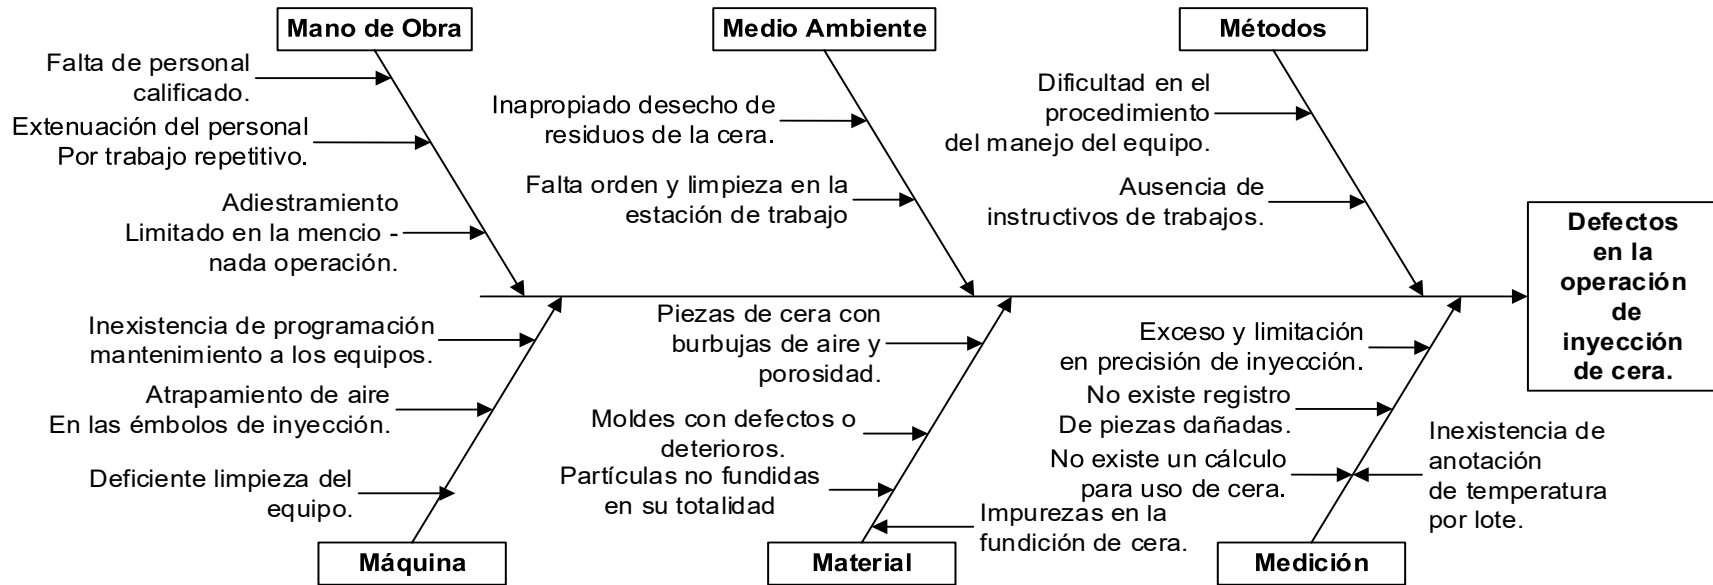 Mano de Obra
Medio Ambiente
Métodos
Falta de personal
calificado.
Extenuación del personal
Por trabajo repetitivo.
Adiestramiento
Limitado en la mencio -
nada operación.
Inapropiado desecho de
residuos de la cera.
Falta orden y limpieza en la
estación de trabajo
Dificultad en el
procedimiento
del manejo del equipo.
Ausencia de
instructivos de trabajos.
Defectos
en la
operación
de
inyección
de cera.
Inexistencia de programación
mantenimiento a los equipos.
Atrapamiento de aire
En las émbolos de inyección.
Deficiente limpieza del
equipo.
Piezas de cera con
burbujas de aire y
porosidad.
Moldes con defectos o
deterioros.
Partículas no fundidas
en su totalidad
Impurezas en la
fundición de cera.
Exceso y limitación
en precisión de inyección.
No existe registro
De piezas dañadas.
No existe un cálculo
para uso de cera.
Inexistencia de
anotación
de temperatura
por lote.
Máquina
Material
Medición